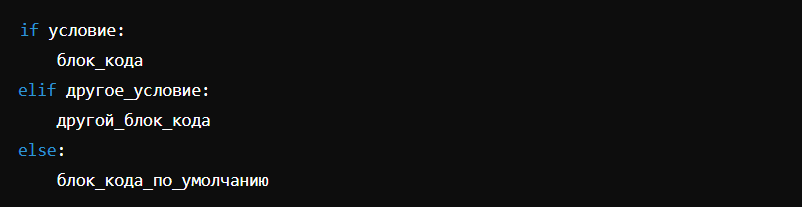 if условие:
    блок_кода
elif другое_условие:
    другой_блок_кода
else:
    блок_кода_по_умолчанию